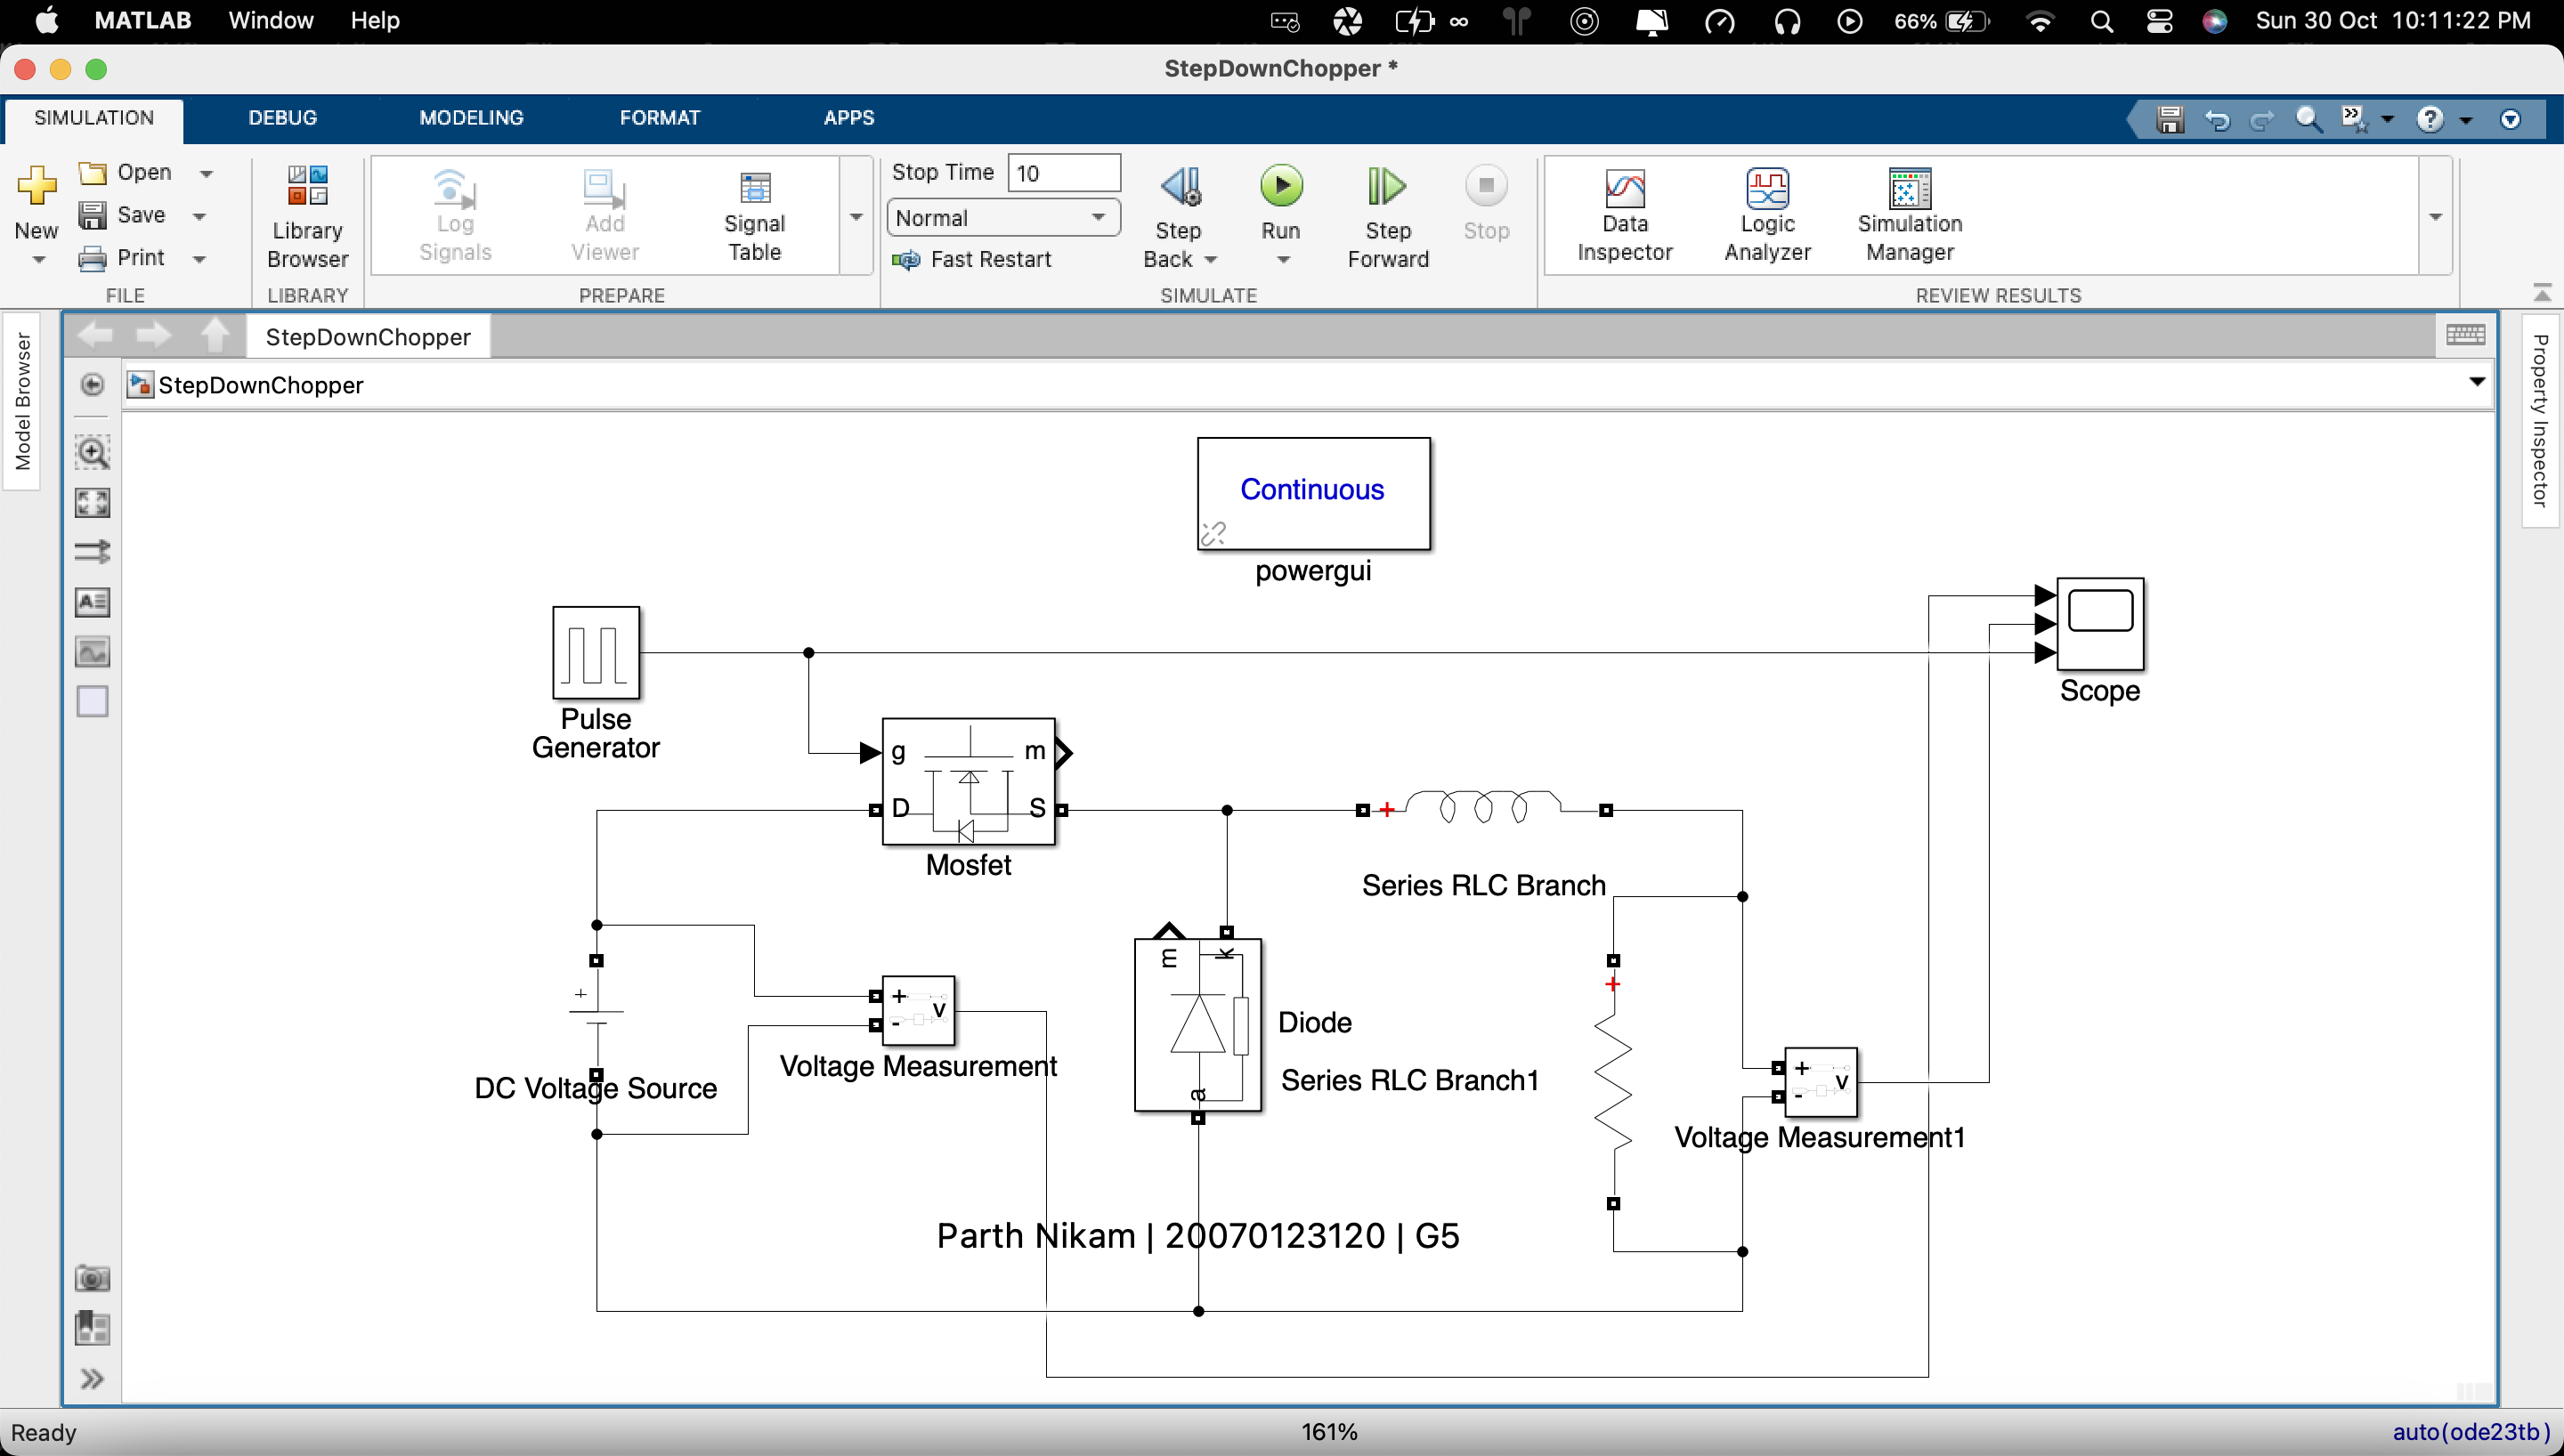 MATLAB Window Help
66%
Sun 30 Oct 10:11:22 PM
StepDownChopper *
SIMULATION DEBUG MODELING FORMAT APPS
New
Open
Save
Print
FILE
Library
Browser
LIBRARY
Log
Signals
Add
Viewer
Signal
Table
PREPARE
Stop Time 10
Normal
Fast Restart
Step
Back
Run
Step
Forward
Stop
SIMULATE
Data
Inspector
Logic
Analyzer
Simulation
Manager
REVIEW RESULTS
Model Browser
StepDownChopper
StepDownChopper
Property Inspector
Continuous
powergui
Pulse
Generator
Scope
g m
D S
Mosfet
Series RLC Branch
m k
a
Diode
Series RLC Branch1
+
+ v
-
Voltage Measurement
DC Voltage Source
+
+
+ v
-
Voltage Measurement1
Parth Nikam | 20070123120 | G5
Ready
161%
auto(ode23tb)